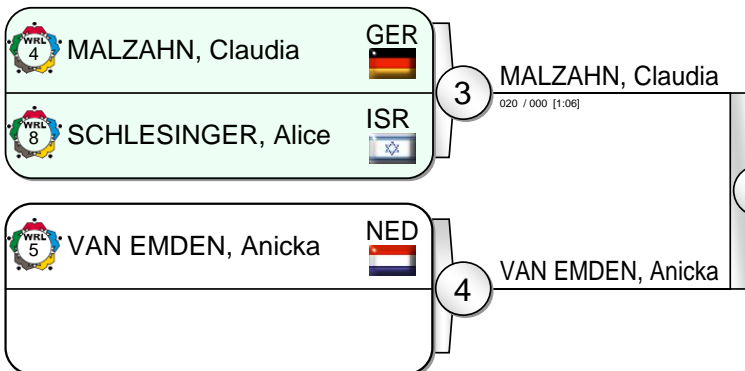 WRL
4
MALZAHN, Claudia
GER
WRL
8
SCHLESINGER, Alice
ISR
3
MALZAHN, Claudia
020 / 000 [1:06]
WRL
5
VAN EMDEN, Anicka
NED
4
VAN EMDEN, Anicka